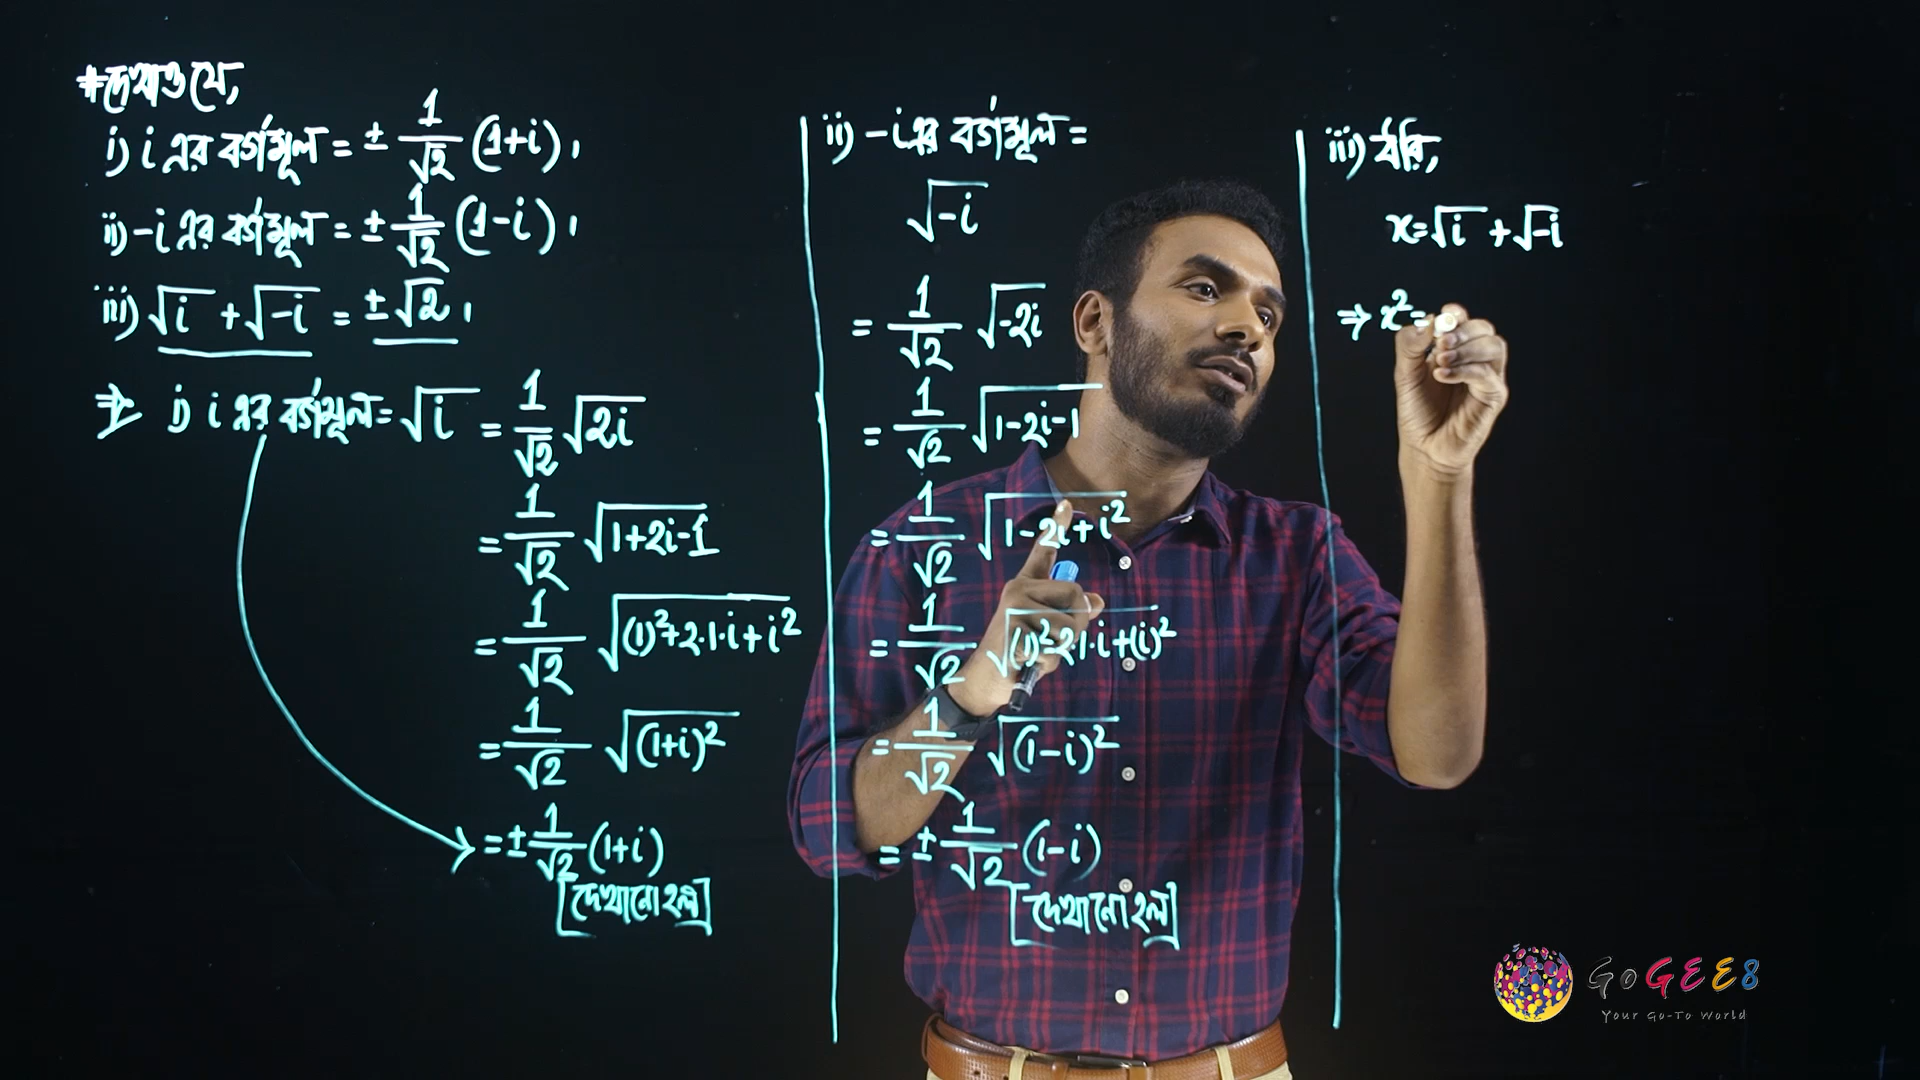 * দেখাও যে,
i) i এর বর্গমূল = ± 1/√2 (1+i) ।
ii) -i এর বর্গমূল = ± 1/√2 (1-i) ।
iii) √i + √-i = ± √2 ।
⇒ i) i এর বর্গমূল = √i = 1/√2 √2i
= 1/√2 √1+2i-1
= 1/√2 √(1)²+2.1.i+i²
= 1/√2 √(1+i)²
= ± 1/√2 (1+i)
[দেখানো হল]
ii) -i এর বর্গমূল =
√-i
= 1/√2 √-2i
= 1/√2 √1-2i-1
= 1/√2 √1-2i+i²
= 1/√2 √(1)²-2.1.i+(i)²
= 1/√2 √(1-i)²
= ± 1/√2 (1-i)
[দেখানো হল]
iii) ধরি,
x=√i + √-i
⇒ x² =
GoGEE8
Your Go-To World